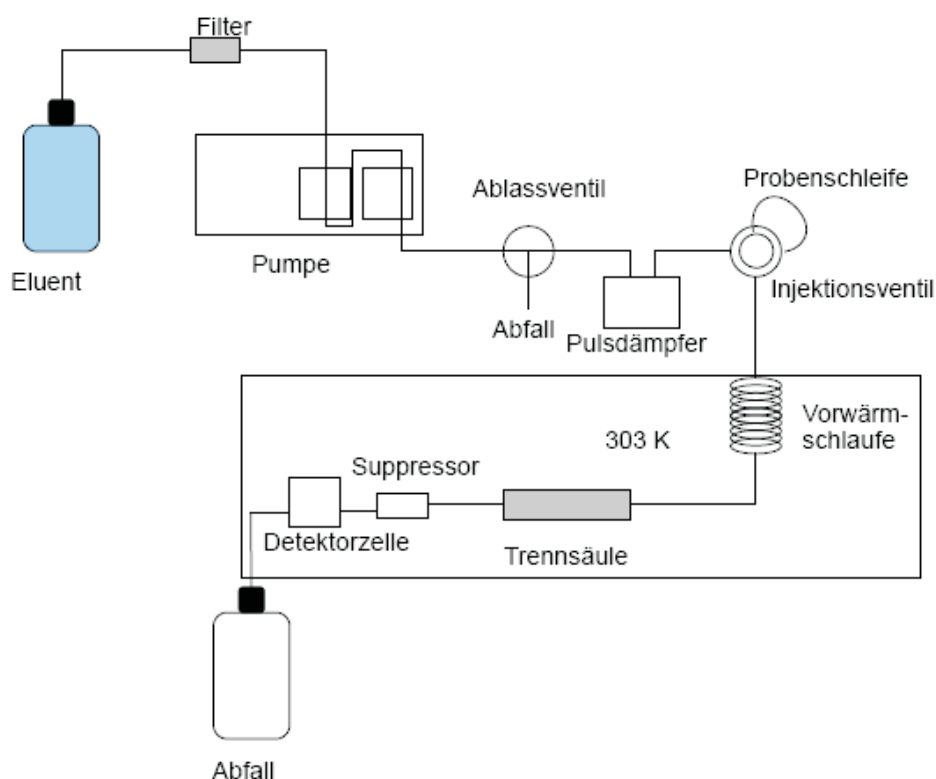 Filter
Eluent
Pumpe
Ablassventil
Abfall
Pulsdämpfer
Probenschleife
Injektionsventil
303 K
Vorwärm-
schlaufe
Suppressor
Detektorzelle
Trennsäule
Abfall